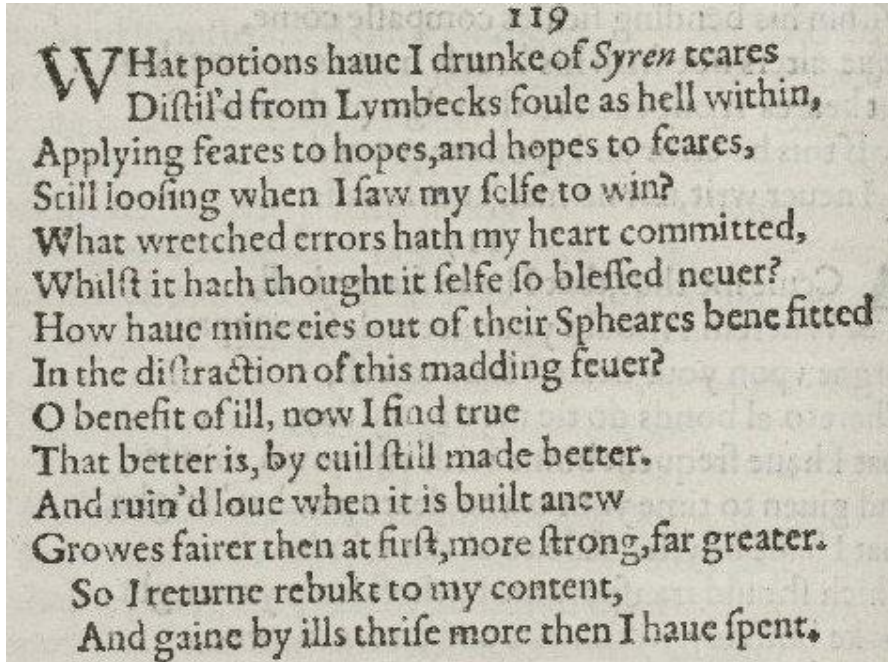 119
WHat potions haue I drunke of Syren teares
Diſtil'd from Lymbecks foule as hell within,
Applying feares to hopes,and hopes to feares,
Still looſing when I ſaw my ſelfe to win?
What wretched errors hath my heart committed,
Whilſt it hath thought it ſelfe ſo bleſſed neuer?
How haue mine eies out of their Spheares bene fitted
In the diſtraction of this madding feuer?
O benefit of ill, now I find true
That better is, by euil ſtill made better.
And ruin'd loue when it is built anew
Growes fairer then at firſt,more ſtrong,far greater.
So I returne rebukt to my content,
And gaine by ills thriſe more then I haue ſpent.